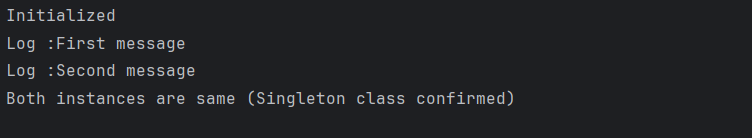 Initialized
Log :First message
Log :Second message
Both instances are same (Singleton class confirmed)